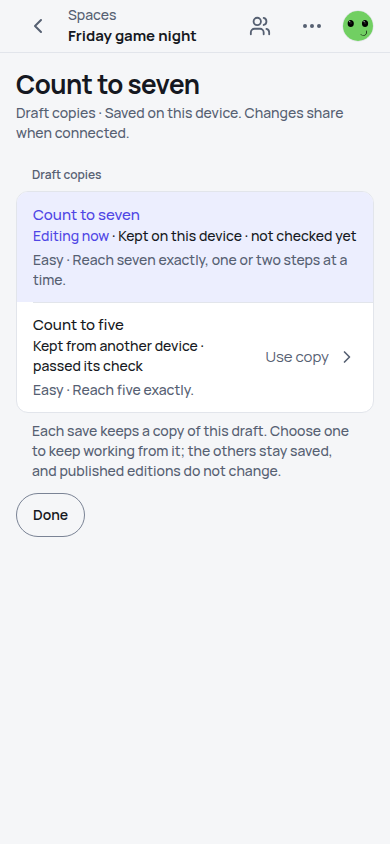 Spaces
Friday game night
Count to seven
Draft copies · Saved on this device. Changes share
when connected.
Draft copies
Count to seven
Editing now · Kept on this device · not checked yet
Easy · Reach seven exactly, one or two steps at a
time.
Count to five
Kept from another device ·
passed its check
Use copy
Easy · Reach five exactly.
Each save keeps a copy of this draft. Choose one
to keep working from it; the others stay saved,
and published editions do not change.
Done